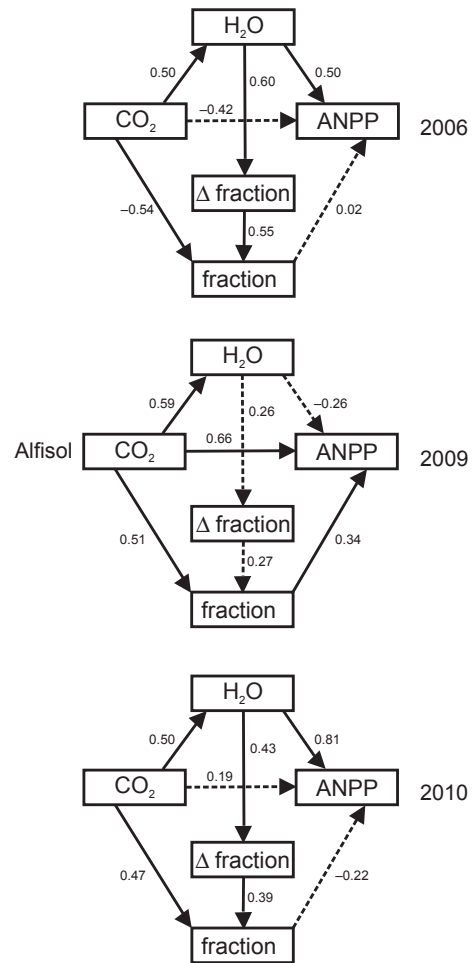 H₂O
0.50
0.60
0.50
CO₂
–0.42
ANPP
2006
Δ fraction
–0.54
0.55
0.02
fraction
H₂O
0.59
0.26
–0.26
Alfisol
CO₂
0.66
ANPP
2009
Δ fraction
0.51
0.27
0.34
fraction
H₂O
0.50
0.43
0.81
CO₂
0.19
ANPP
2010
Δ fraction
0.47
0.39
–0.22
fraction